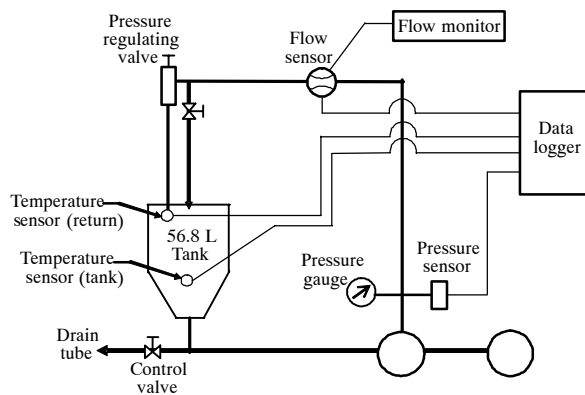 Pressure
regulating
valve
Flow
sensor
Flow monitor
Data
logger
Temperature
sensor (return)
56.8 L
Tank
Temperature
sensor (tank)
Pressure
gauge
Pressure
sensor
Drain
tube
Control
valve